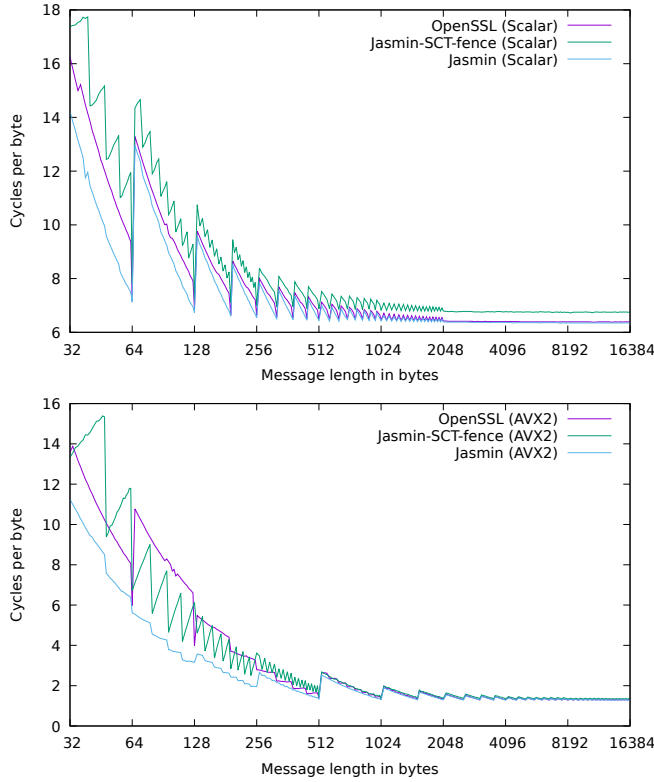 18
16
14
12
10
8
6
Cycles per byte
OpenSSL (Scalar)
Jasmin-SCT-fence (Scalar)
Jasmin (Scalar)
32 64 128 256 512 1024 2048 4096 8192 16384
Message length in bytes
16
14
12
10
8
6
4
2
0
Cycles per byte
OpenSSL (AVX2)
Jasmin-SCT-fence (AVX2)
Jasmin (AVX2)
32 64 128 256 512 1024 2048 4096 8192 16384
Message length in bytes